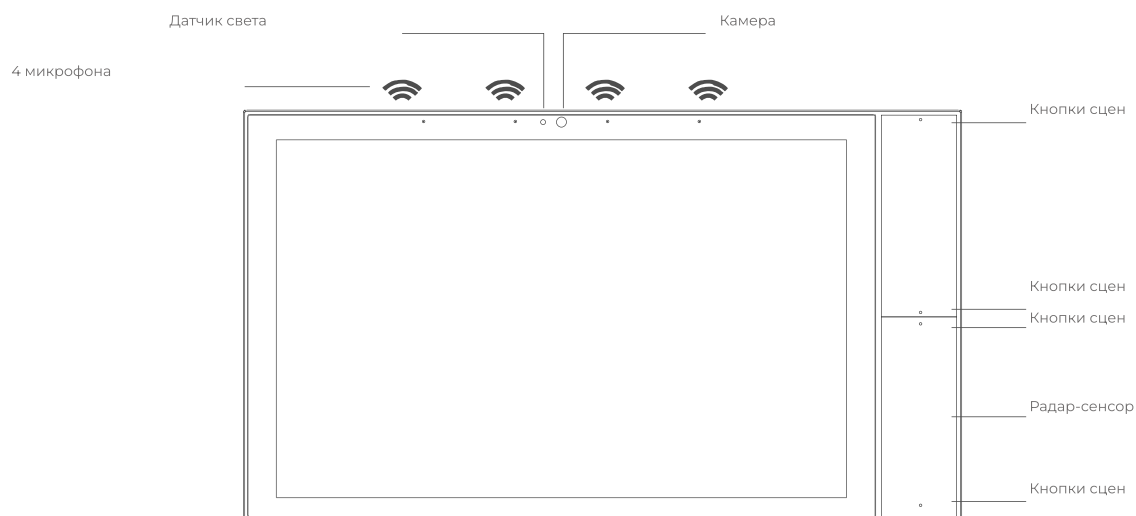 Датчик света
Камера
4 микрофона
Кнопки сцен
Кнопки сцен
Кнопки сцен
Радар-сенсор
Кнопки сцен